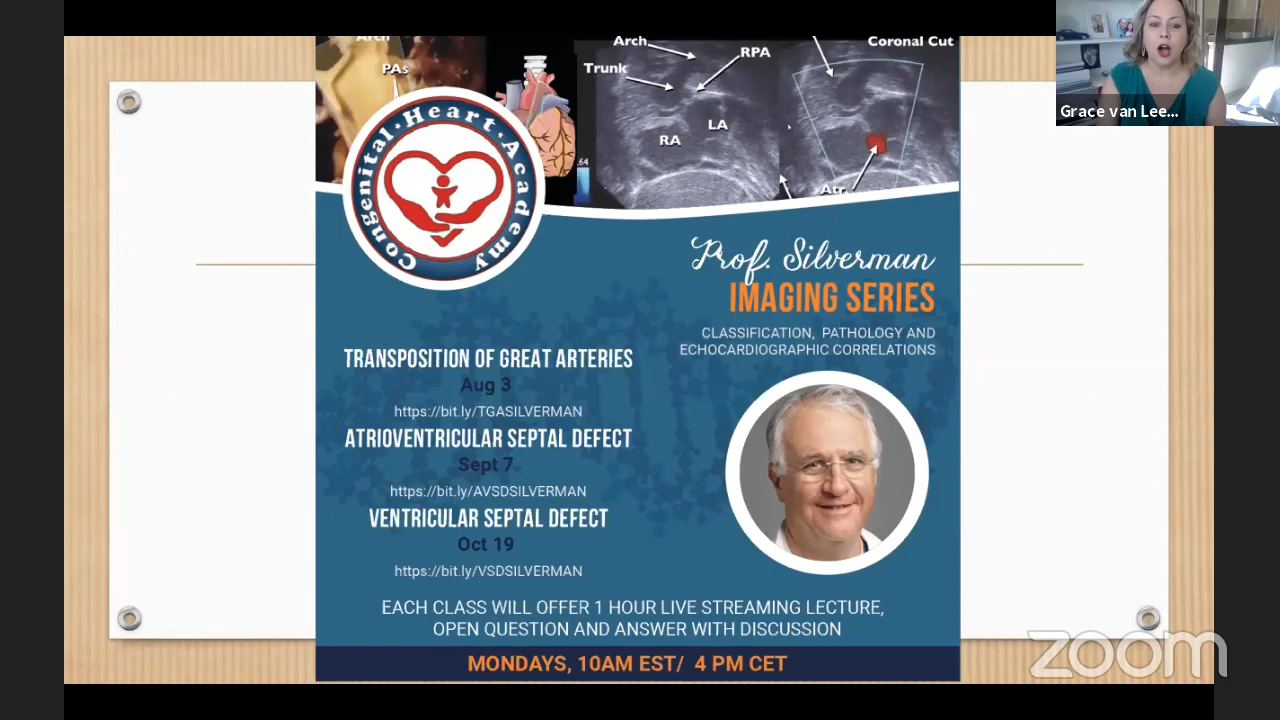 Arch
PAs
Arch
Trunk
RPA
LA
RA
Coronal Cut
.64
Atr.
Grace van Lee...
Congenital · Heart · Academy
Prof. Silverman
IMAGING SERIES
CLASSIFICATION, PATHOLOGY AND
ECHOCARDIOGRAPHIC CORRELATIONS
TRANSPOSITION OF GREAT ARTERIES
Aug 3
https://bit.ly/TGASILVERMAN
ATRIOVENTRICULAR SEPTAL DEFECT
Sept 7
https://bit.ly/AVSDSILVERMAN
VENTRICULAR SEPTAL DEFECT
Oct 19
https://bit.ly/VSDSILVERMAN
EACH CLASS WILL OFFER 1 HOUR LIVE STREAMING LECTURE,
OPEN QUESTION AND ANSWER WITH DISCUSSION
MONDAYS, 10AM EST/ 4 PM CET
zoom